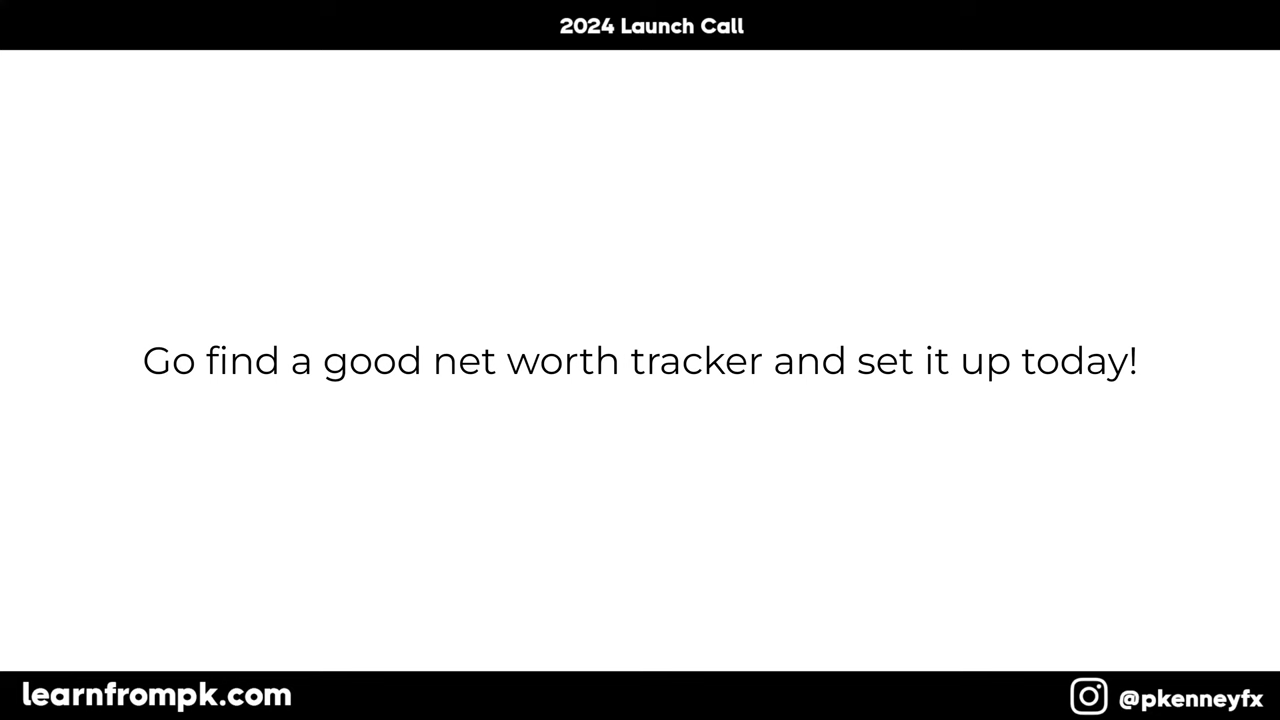 2024 Launch Call
Go find a good net worth tracker and set it up today!
learnfrompk.com
@pkenneyfx